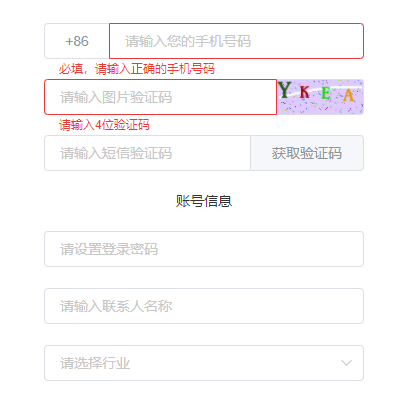 +86 请输入您的手机号码
必填，请输入正确的手机号码
请输入图片验证码 YKEA
请输入4位验证码
请输入短信验证码 获取验证码
账号信息
请设置登录密码
请输入联系人名称
请选择行业